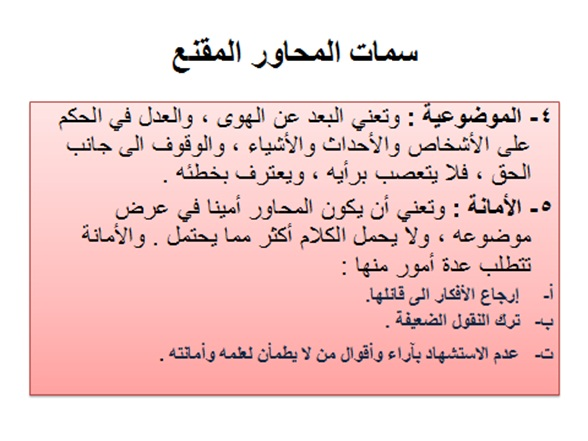 سمات المحاور المقنع
٤- الموضوعية : وتعني البعد عن الهوى ، والعدل في الحكم
على الأشخاص والأحداث والأشياء ، والوقوف الى جانب
الحق ، فلا يتعصب برأيه ، ويعترف بخطئه .
٥- الأمانة : وتعني أن يكون المحاور أمينا في عرض
موضوعه ، ولا يحمل الكلام أكثر مما يحتمل . والأمانة
تتطلب عدة أمور منها :
أ- إرجاع الأفكار الى قائلها.
ب- ترك النقول الضعيفة .
ت- عدم الاستشهاد بآراء وأقوال من لا يطمأن لعلمه وأمانته .